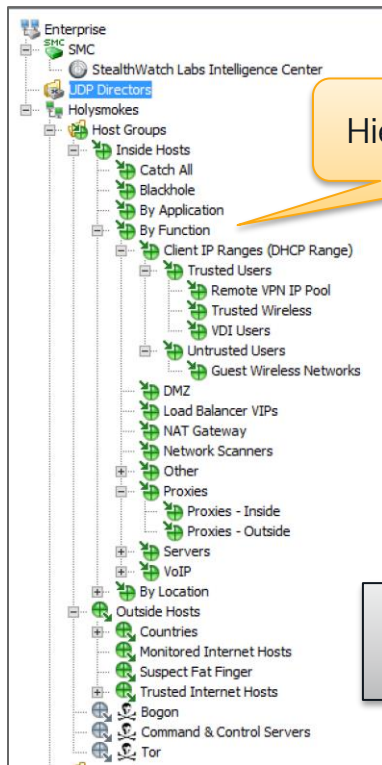 Enterprise
SMC SMC
StealthWatch Labs Intelligence Center
UDP Directors
Holysmokes
Host Groups
Inside Hosts
Catch All
Blackhole
By Application
By Function
Client IP Ranges (DHCP Range)
Trusted Users
Remote VPN IP Pool
Trusted Wireless
VDI Users
Untrusted Users
Guest Wireless Networks
DMZ
Load Balancer VIPs
NAT Gateway
Network Scanners
Other
Proxies
Proxies - Inside
Proxies - Outside
Servers
VoIP
By Location
Outside Hosts
Countries
Monitored Internet Hosts
Suspect Fat Finger
Trusted Internet Hosts
Bogon
Command & Control Servers
Tor